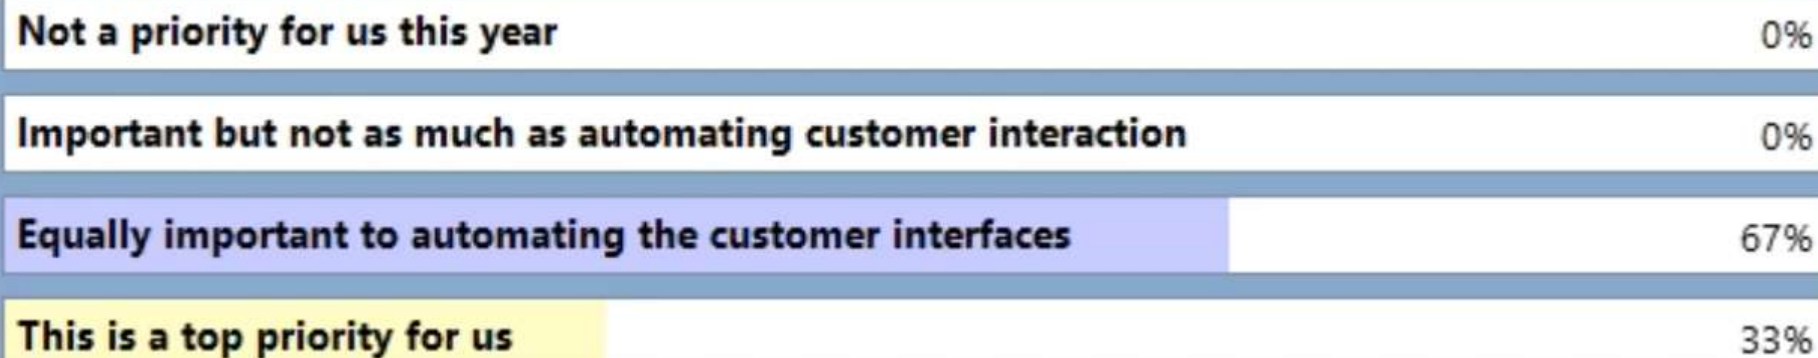 Not a priority for us this year 0%
Important but not as much as automating customer interaction 0%
Equally important to automating the customer interfaces 67%
This is a top priority for us 33%